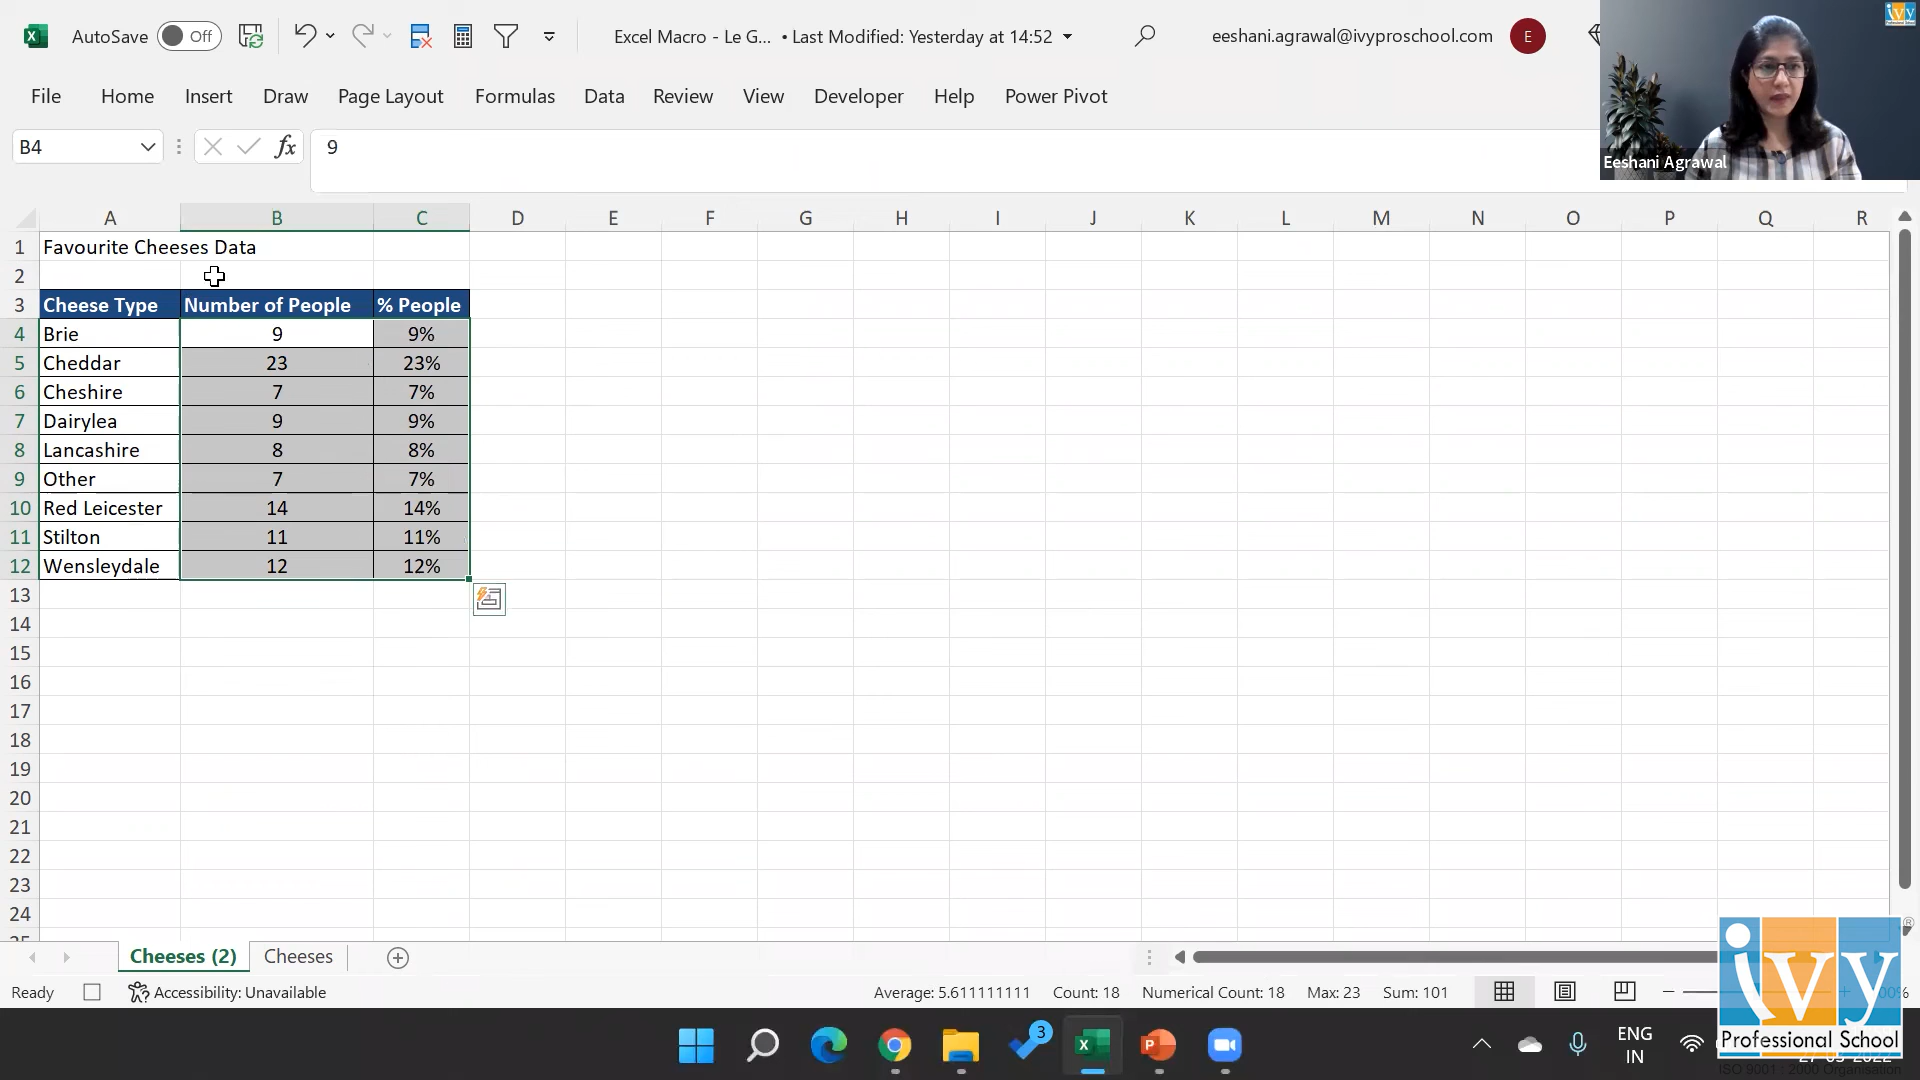 AutoSave Off Excel Macro - Le G... • Last Modified: Yesterday at 14:52 eeshani.agrawal@ivyproschool.com E
File Home Insert Draw Page Layout Formulas Data Review View Developer Help Power Pivot
Eeshani Agrawal
B4 fx 9
A B C D E F G H I J K L M N O P Q R
1 Favourite Cheeses Data
2
3 Cheese Type Number of People % People
4 Brie 9 9%
5 Cheddar 23 23%
6 Cheshire 7 7%
7 Dairylea 9 9%
8 Lancashire 8 8%
9 Other 7 7%
10 Red Leicester 14 14%
11 Stilton 11 11%
12 Wensleydale 12 12%
13
14
15
16
17
18
19
20
21
22
23
24
Cheeses (2) Cheeses
Ready Accessibility: Unavailable Average: 5.611111111 Count: 18 Numerical Count: 18 Max: 23 Sum: 101
ivy
Professional School
ISO 9001 : 2000 Organisation
3 ENG
IN